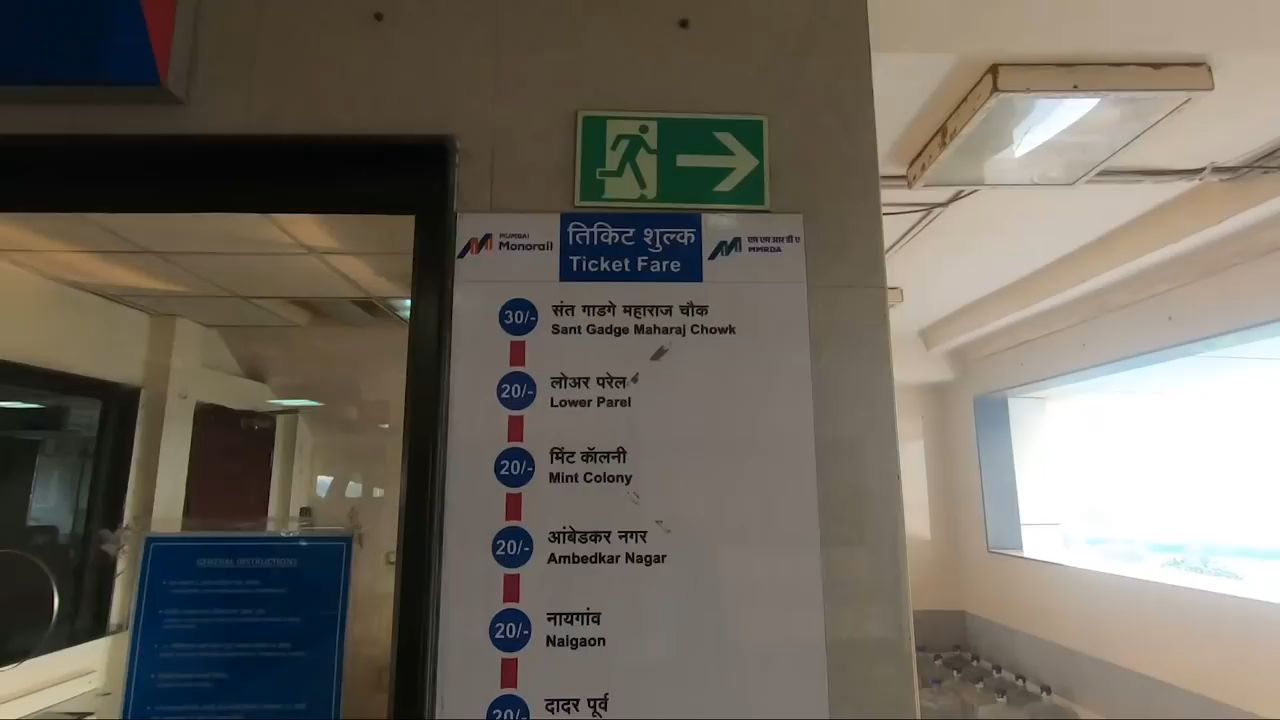 MUMBAI
Monorail
तिकिट शुल्क
Ticket Fare
एम एम आर डी ए
MMRDA
30/-
संत गाडगे महाराज चौक
Sant Gadge Maharaj Chowk
20/-
लोअर परेल
Lower Parel
20/-
मिंट कॉलनी
Mint Colony
20/-
आंबेडकर नगर
Ambedkar Nagar
20/-
नायगांव
Naigaon
20/-
दादर पूर्व
GENERAL INSTRUCTIONS